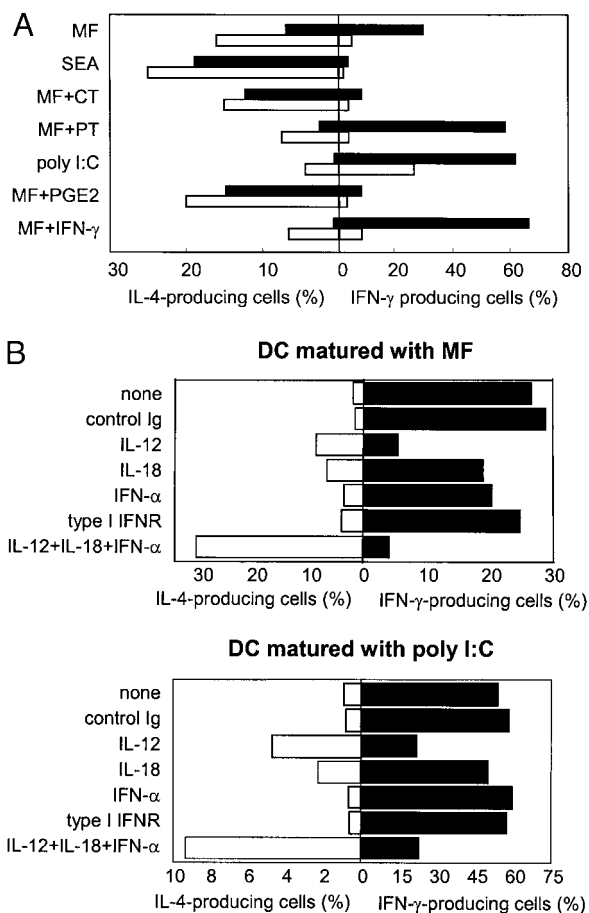 A
MF
SEA
MF+CT
MF+PT
poly I:C
MF+PGE2
MF+IFN-γ
30 20 10 0 20 40 60 80
IL-4-producing cells (%) IFN-γ producing cells (%)
B
DC matured with MF
none
control Ig
IL-12
IL-18
IFN-α
type I IFNR
IL-12+IL-18+IFN-α
30 20 10 0 10 20 30
IL-4-producing cells (%) IFN-γ-producing cells (%)
DC matured with poly I:C
none
control Ig
IL-12
IL-18
IFN-α
type I IFNR
IL-12+IL-18+IFN-α
10 8 6 4 2 0 15 30 45 60 75
IL-4-producing cells (%) IFN-γ-producing cells (%)